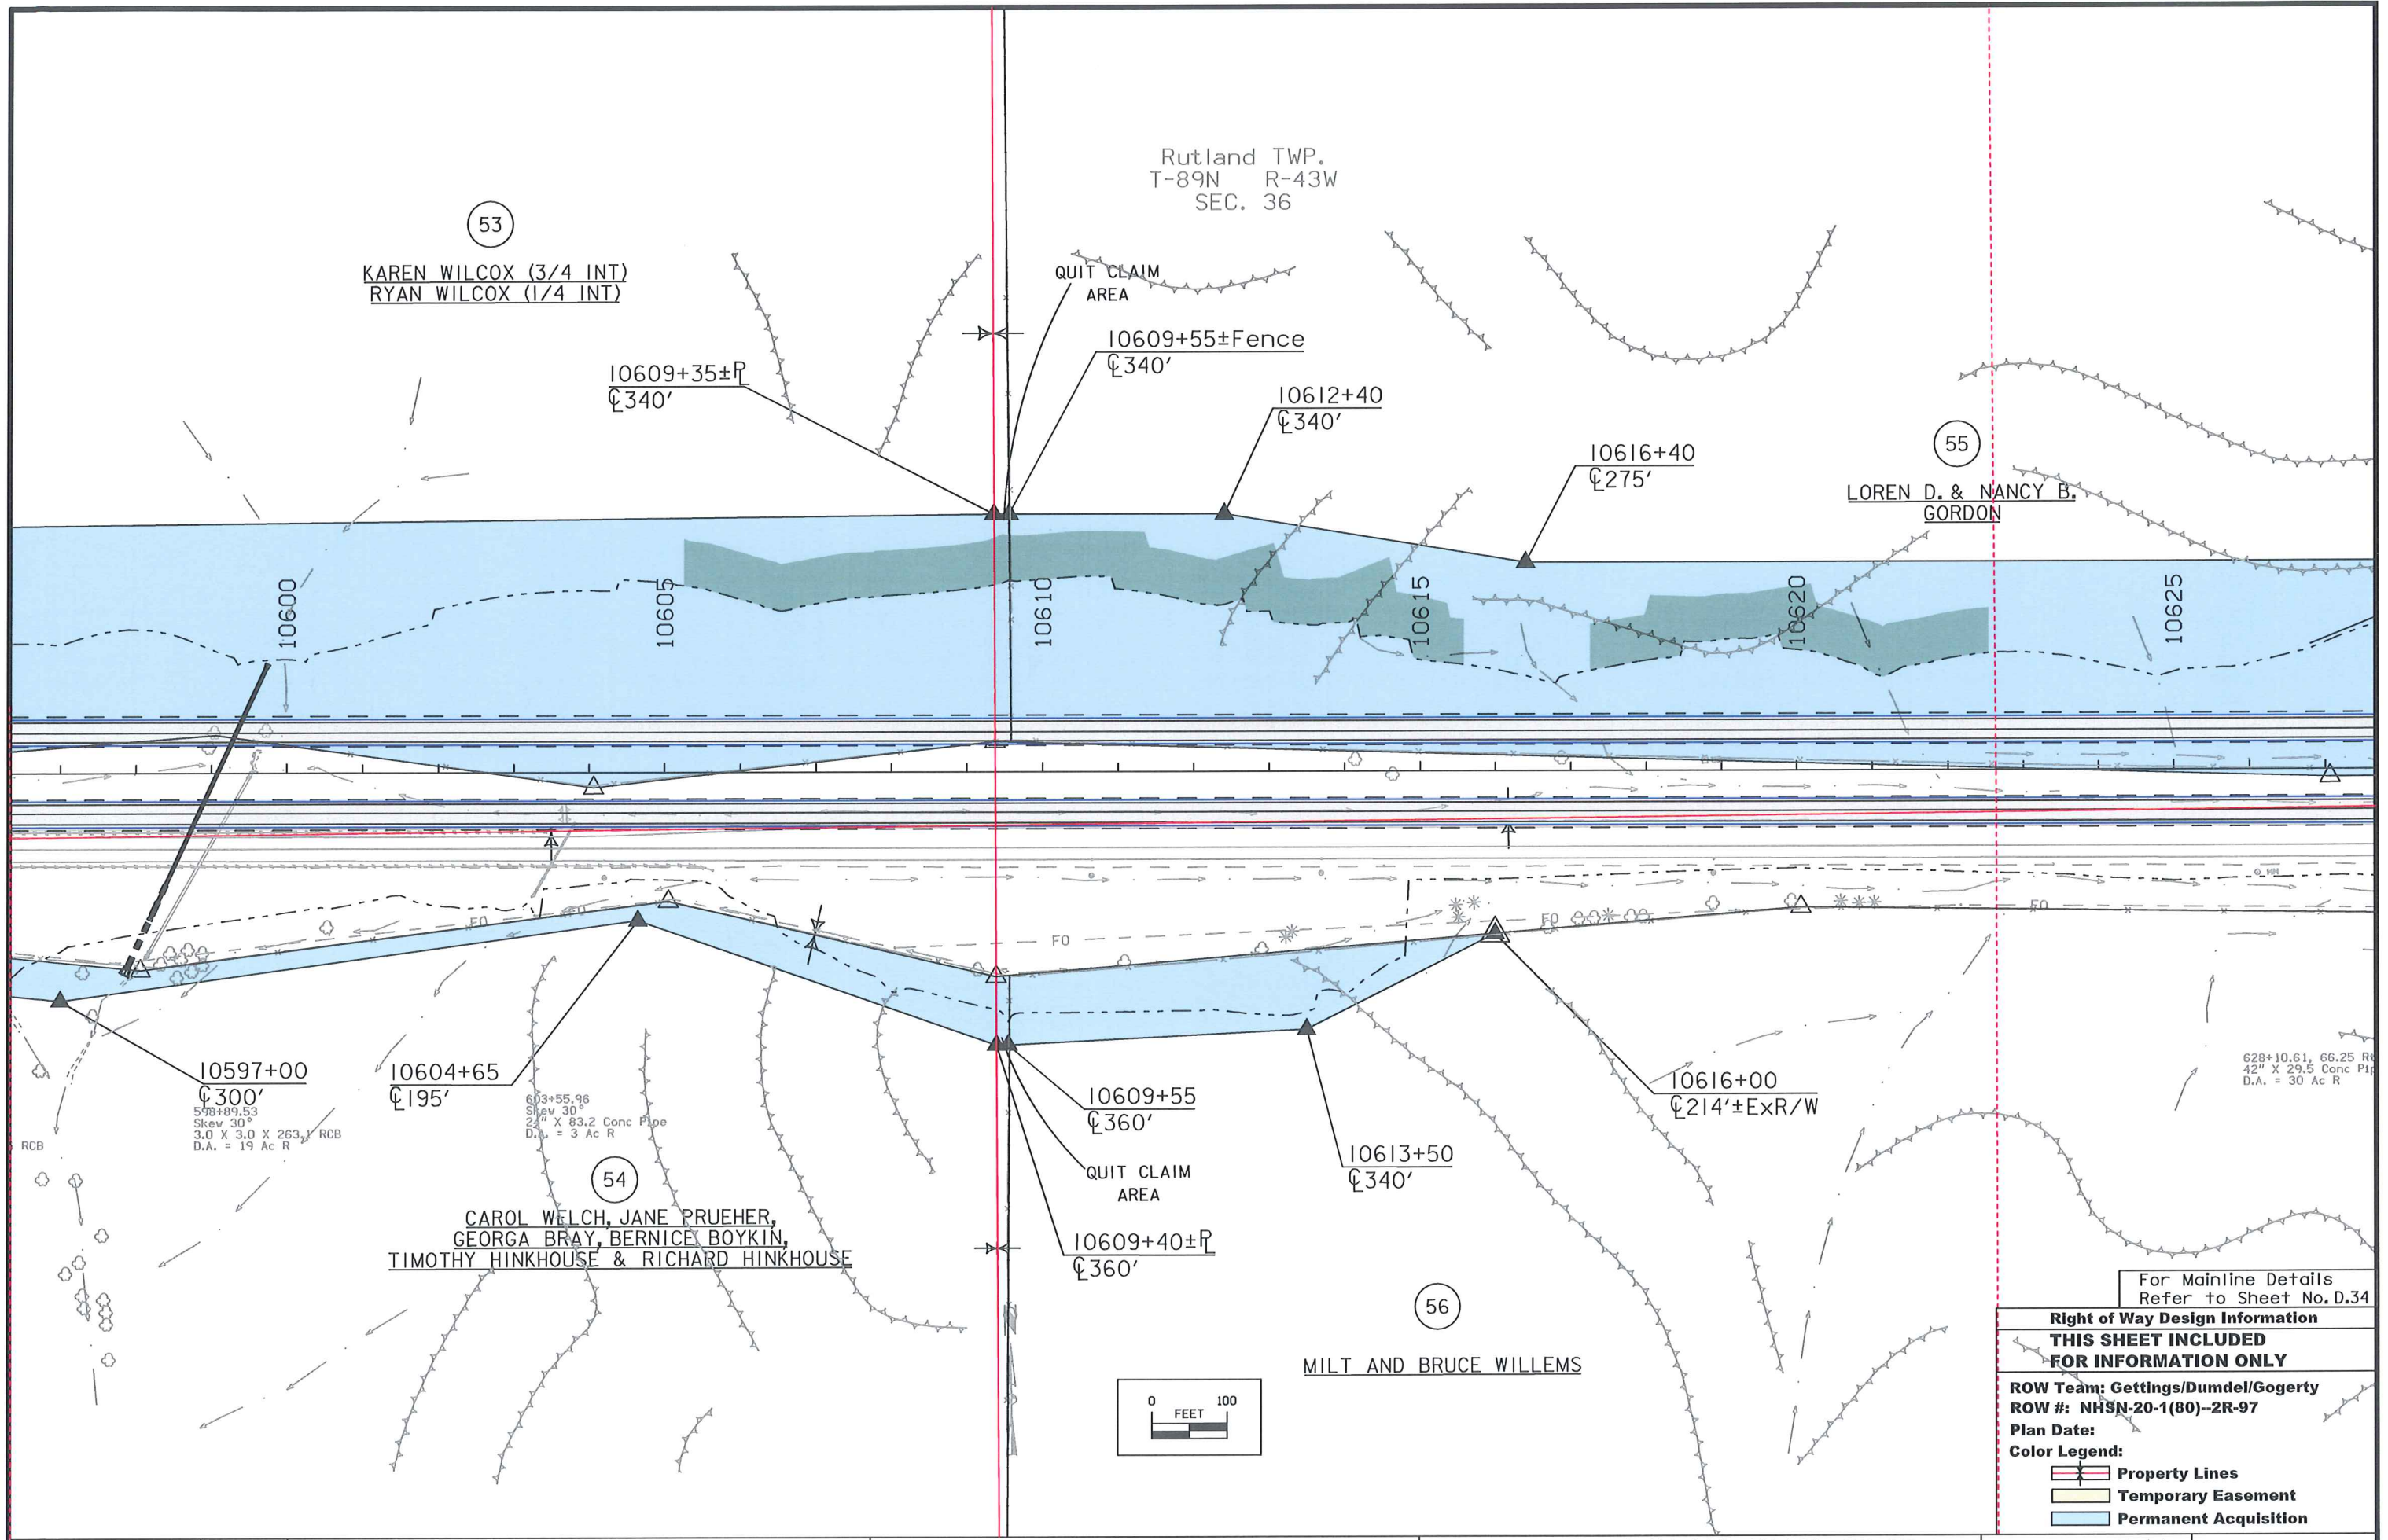 Rutland TWP.
T-89N R-43W
SEC. 36
53
KAREN WILCOX (3/4 INT)
RYAN WILCOX (1/4 INT)
QUIT CLAIM
AREA
10609+55±Fence
℄340'
10609+35±PL
℄340'
10612+40
℄340'
10616+40
℄275'
55
LOREN D. & NANCY B.
GORDON
10600
10605
10610
10615
10620
10625
FO
FO
FO
FO
FO
10597+00
℄300'
598+89.53
Skew 30°
3.0 X 3.0 X 263.1 RCB
D.A. = 19 Ac R
RCB
10604+65
℄195'
603+55.96
Skew 30°
X 83.2 Conc Pipe
D.A. = 3 Ac R
10609+55
℄360'
QUIT CLAIM
AREA
10609+40±PL
℄360'
10613+50
℄340'
10616+00
℄214'±ExR/W
628+10.61, 66.25
42" X 29.5 Conc
D.A. = 30 Ac R
54
CAROL WELCH, JANE PRUEHER,
GEORGA BRAY, BERNICE BOYKIN,
TIMOTHY HINKHOUSE & RICHARD HINKHOUSE
56
MILT AND BRUCE WILLEMS
0 100
FEET
For Mainline Details
Refer to Sheet No. D.34
Right of Way Design Information
THIS SHEET INCLUDED
FOR INFORMATION ONLY
ROW Team: Gettings/Dumdel/Gogerty
ROW #: NHSN-20-1(80)--2R-97
Plan Date:
Color Legend:
Property Lines
Temporary Easement
Permanent Acquisition